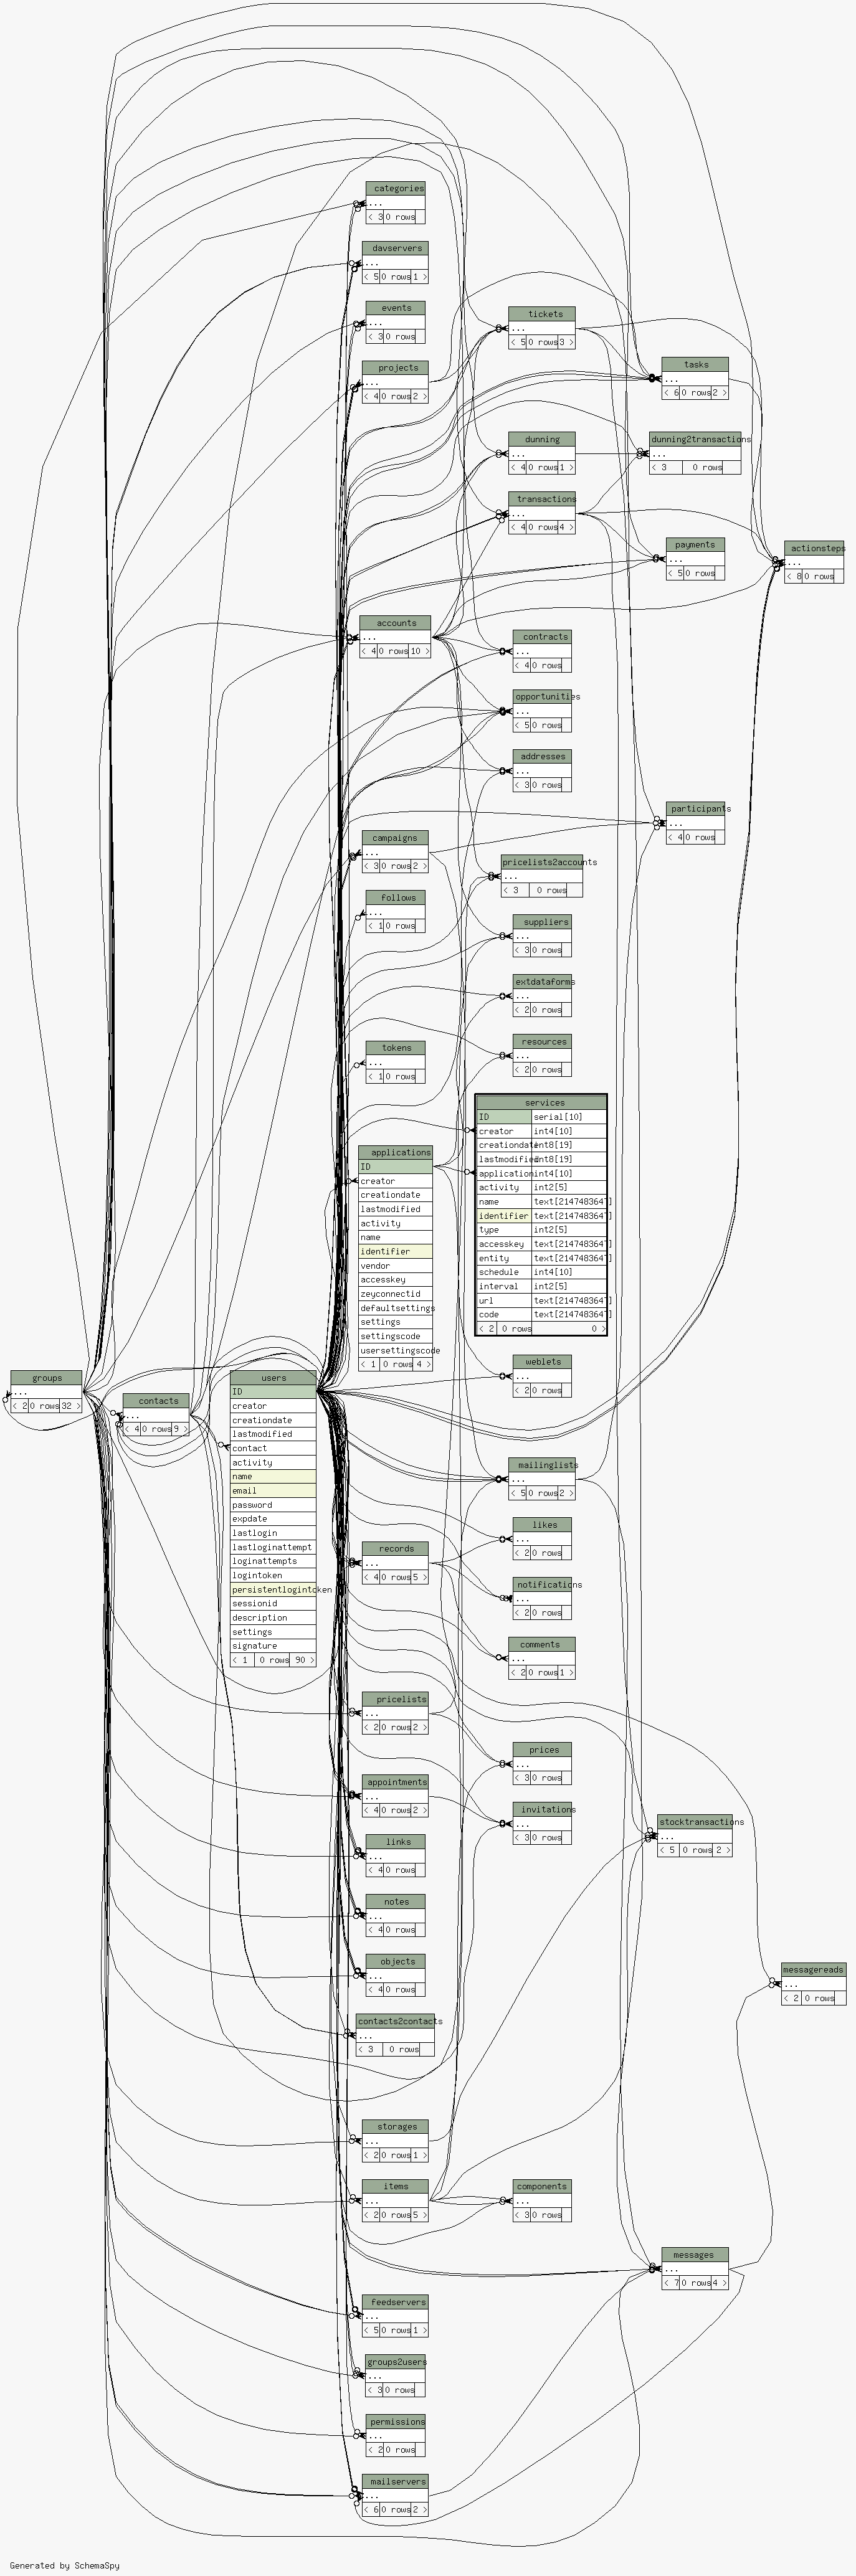 categories
...
< 3 0 rows
davservers
...
< 5 0 rows 1 >
events
...
< 3 0 rows
projects
...
< 4 0 rows 2 >
accounts
...
< 4 0 rows 10 >
campaigns
...
< 3 0 rows 2 >
follows
...
< 1 0 rows
tokens
...
< 1 0 rows
applications
ID
creator
creationdate
lastmodified
activity
name
identifier
vendor
accesskey
zeyconnectid
defaultsettings
settings
settingscode
usersettingscode
< 1 0 rows 4 >
groups
...
< 2 0 rows 32 >
contacts
...
< 4 0 rows 9 >
users
ID
creator
creationdate
lastmodified
contact
activity
name
email
password
expdate
lastlogin
lastloginattempt
loginattempts
logintoken
persistentlogintoken
sessionid
description
settings
signature
< 1 0 rows 90 >
records
...
< 4 0 rows 5 >
pricelists
...
< 2 0 rows 2 >
appointments
...
< 4 0 rows 2 >
links
...
< 4 0 rows
notes
...
< 4 0 rows
objects
...
< 4 0 rows
contacts2contacts
...
< 3 0 rows
storages
...
< 2 0 rows 1 >
items
...
< 2 0 rows 5 >
feedservers
...
< 5 0 rows 1 >
groups2users
...
< 3 0 rows
permissions
...
< 2 0 rows
mailservers
...
< 6 0 rows 2 >
tickets
...
< 5 0 rows 3 >
dunning
...
< 4 0 rows 1 >
transactions
...
< 4 0 rows 4 >
contracts
...
< 4 0 rows
opportunities
...
< 5 0 rows
addresses
...
< 3 0 rows
pricelists2accounts
...
< 3 0 rows
suppliers
...
< 3 0 rows
extdataforms
...
< 2 0 rows
resources
...
< 2 0 rows
services
ID serial[10]
creator int4[10]
creationdate int8[19]
lastmodified int8[19]
application int4[10]
activity int2[5]
name text[2147483647]
identifier text[2147483647]
type int2[5]
accesskey text[2147483647]
entity text[2147483647]
schedule int4[10]
interval int2[5]
url text[2147483647]
code text[2147483647]
< 2 0 rows 0 >
weblets
...
< 2 0 rows
mailinglists
...
< 5 0 rows 2 >
likes
...
< 2 0 rows
notifications
...
< 2 0 rows
comments
...
< 2 0 rows 1 >
prices
...
< 3 0 rows
invitations
...
< 3 0 rows
components
...
< 3 0 rows
tasks
...
< 6 0 rows 2 >
dunning2transactions
...
< 3 0 rows
payments
...
< 5 0 rows
participants
...
< 4 0 rows
stocktransactions
...
< 5 0 rows 2 >
messages
...
< 7 0 rows 4 >
actionsteps
...
< 8 0 rows
messagereads
...
< 2 0 rows
Generated by SchemaSpy